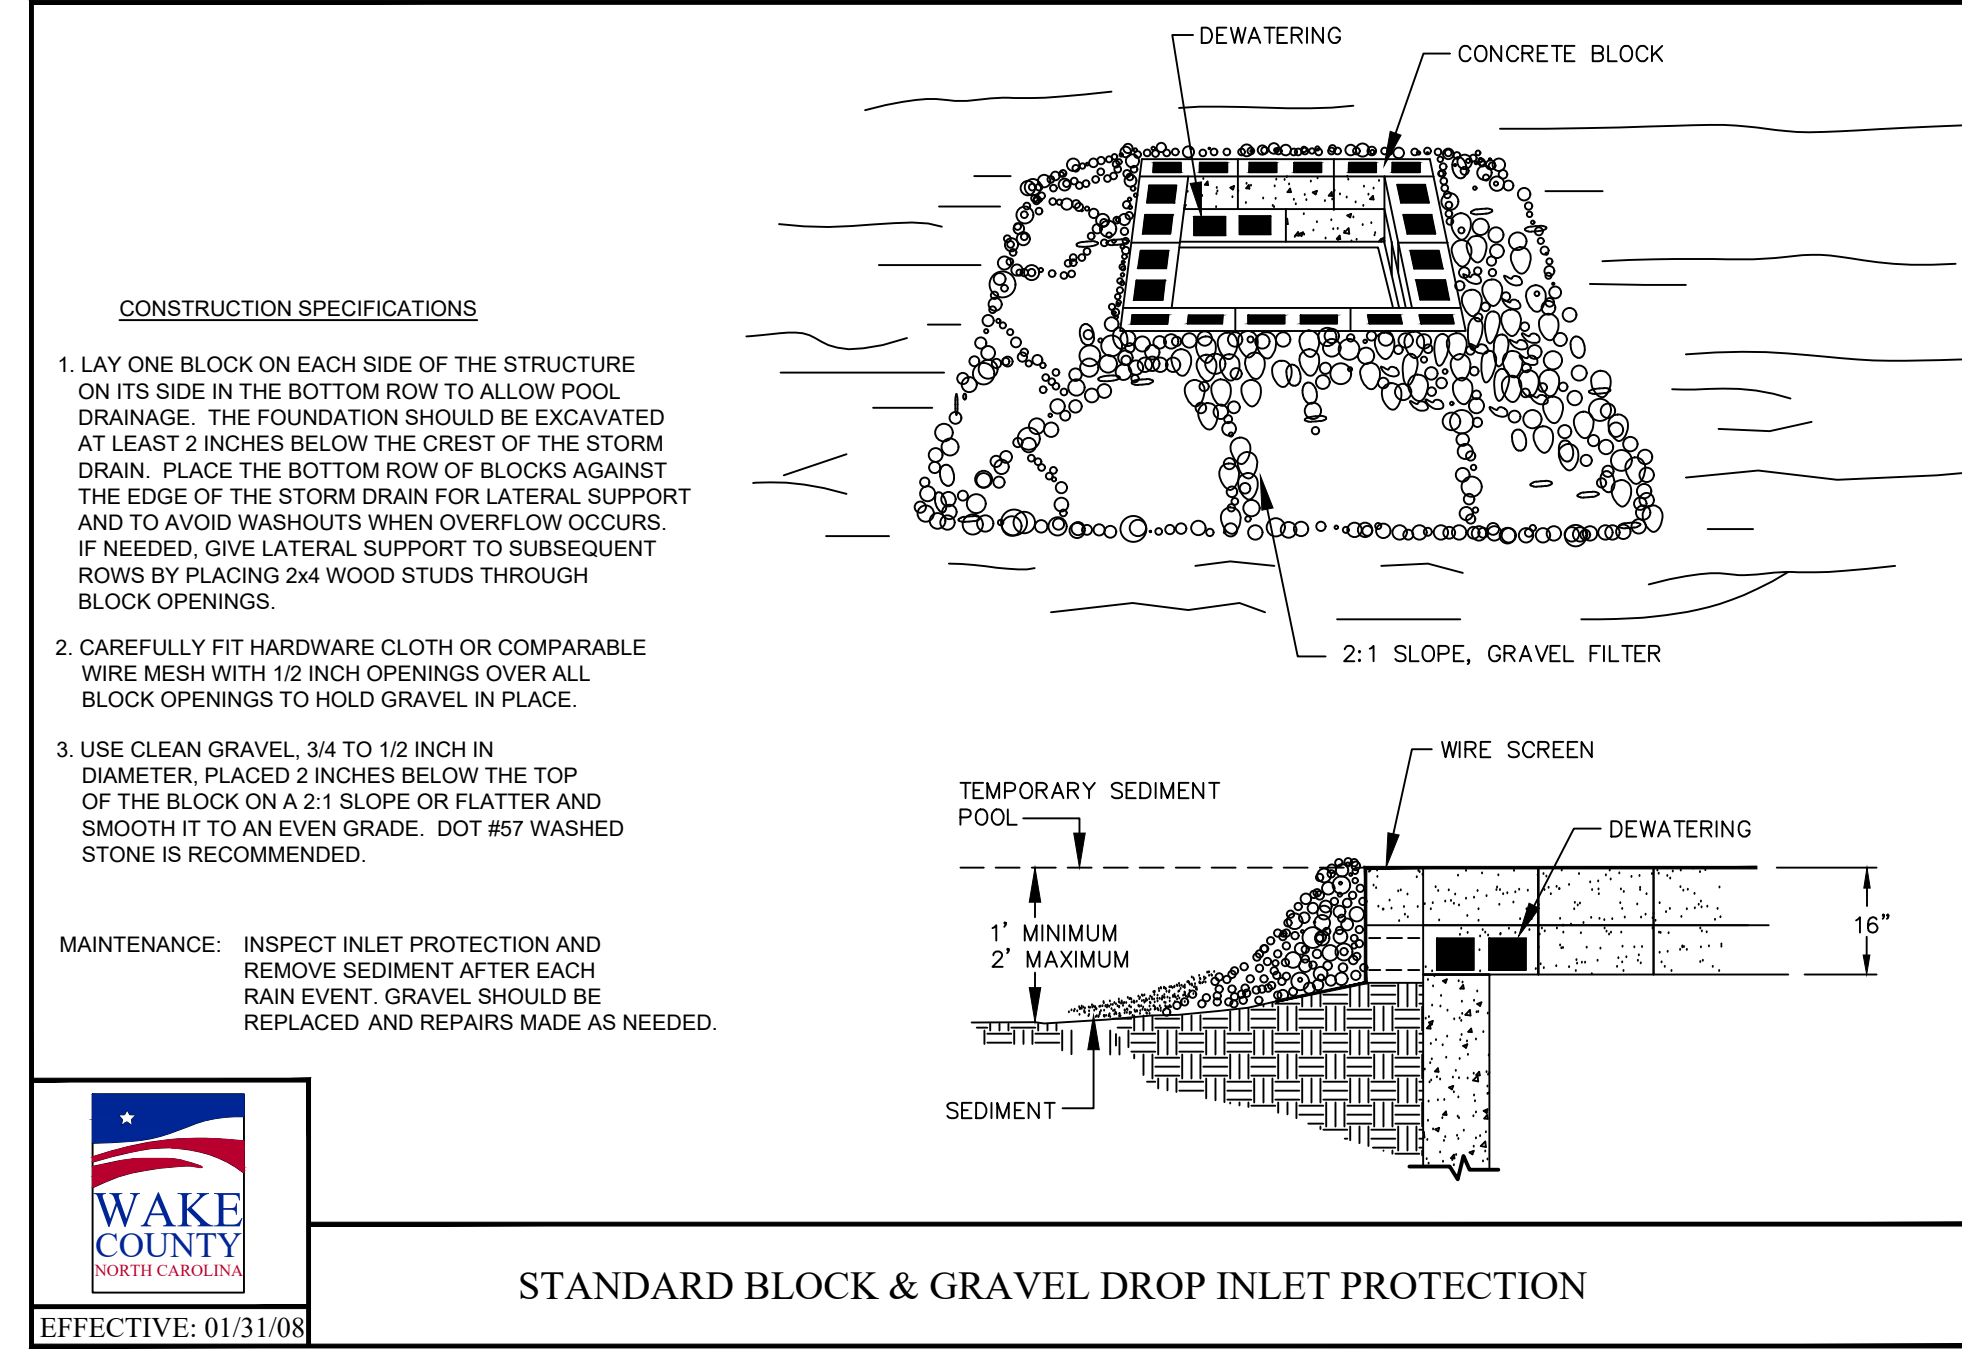 CONSTRUCTION SPECIFICATIONS
1. LAY ONE BLOCK ON EACH SIDE OF THE STRUCTURE
ON ITS SIDE IN THE BOTTOM ROW TO ALLOW POOL
DRAINAGE. THE FOUNDATION SHOULD BE EXCAVATED
AT LEAST 2 INCHES BELOW THE CREST OF THE STORM
DRAIN. PLACE THE BOTTOM ROW OF BLOCKS AGAINST
THE EDGE OF THE STORM DRAIN FOR LATERAL SUPPORT
AND TO AVOID WASHOUTS WHEN OVERFLOW OCCURS.
IF NEEDED, GIVE LATERAL SUPPORT TO SUBSEQUENT
ROWS BY PLACING 2x4 WOOD STUDS THROUGH
BLOCK OPENINGS.
2. CAREFULLY FIT HARDWARE CLOTH OR COMPARABLE
WIRE MESH WITH 1/2 INCH OPENINGS OVER ALL
BLOCK OPENINGS TO HOLD GRAVEL IN PLACE.
3. USE CLEAN GRAVEL, 3/4 TO 1/2 INCH IN
DIAMETER, PLACED 2 INCHES BELOW THE TOP
OF THE BLOCK ON A 2:1 SLOPE OR FLATTER AND
SMOOTH IT TO AN EVEN GRADE. DOT #57 WASHED
STONE IS RECOMMENDED.
MAINTENANCE: INSPECT INLET PROTECTION AND
REMOVE SEDIMENT AFTER EACH
RAIN EVENT. GRAVEL SHOULD BE
REPLACED AND REPAIRS MADE AS NEEDED.
DEWATERING
CONCRETE BLOCK
2:1 SLOPE, GRAVEL FILTER
WIRE SCREEN
TEMPORARY SEDIMENT
POOL
DEWATERING
1' MINIMUM
2' MAXIMUM
16"
SEDIMENT
WAKE
COUNTY
NORTH CAROLINA
EFFECTIVE: 01/31/08
STANDARD BLOCK & GRAVEL DROP INLET PROTECTION